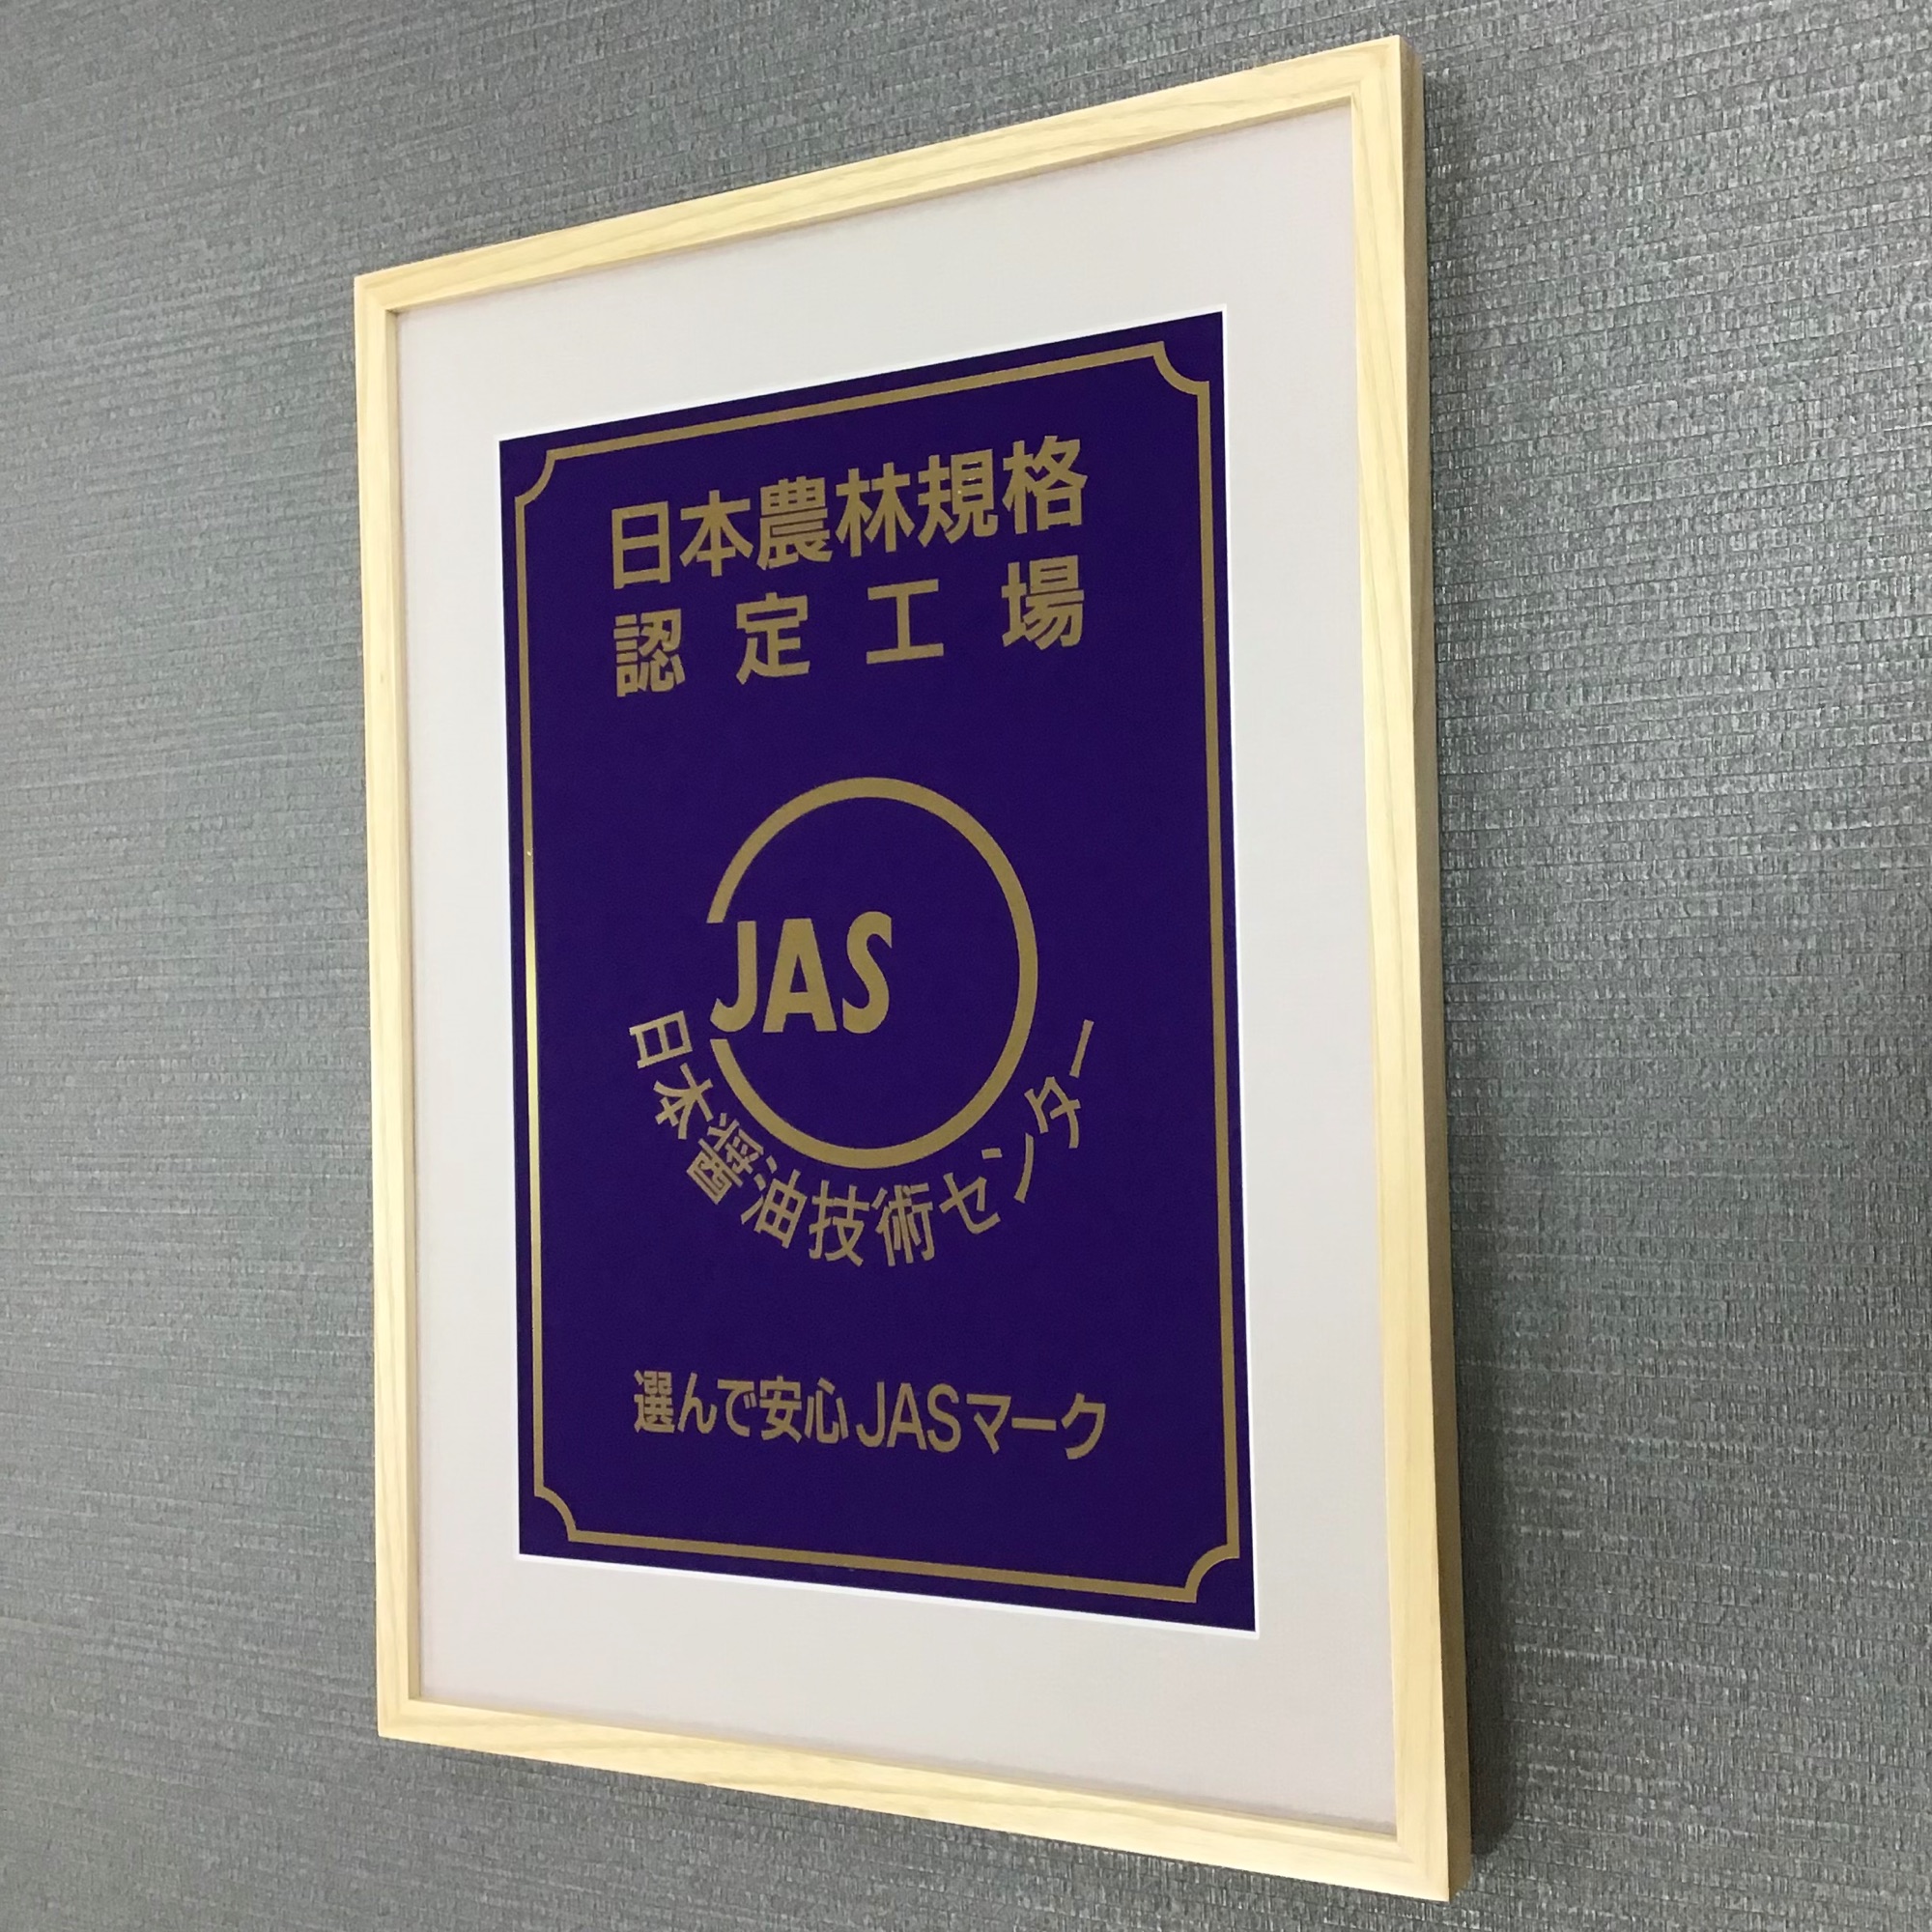 日本農林規格
認定工場
JAS
日本醤油技術センター
選んで安心JASマーク